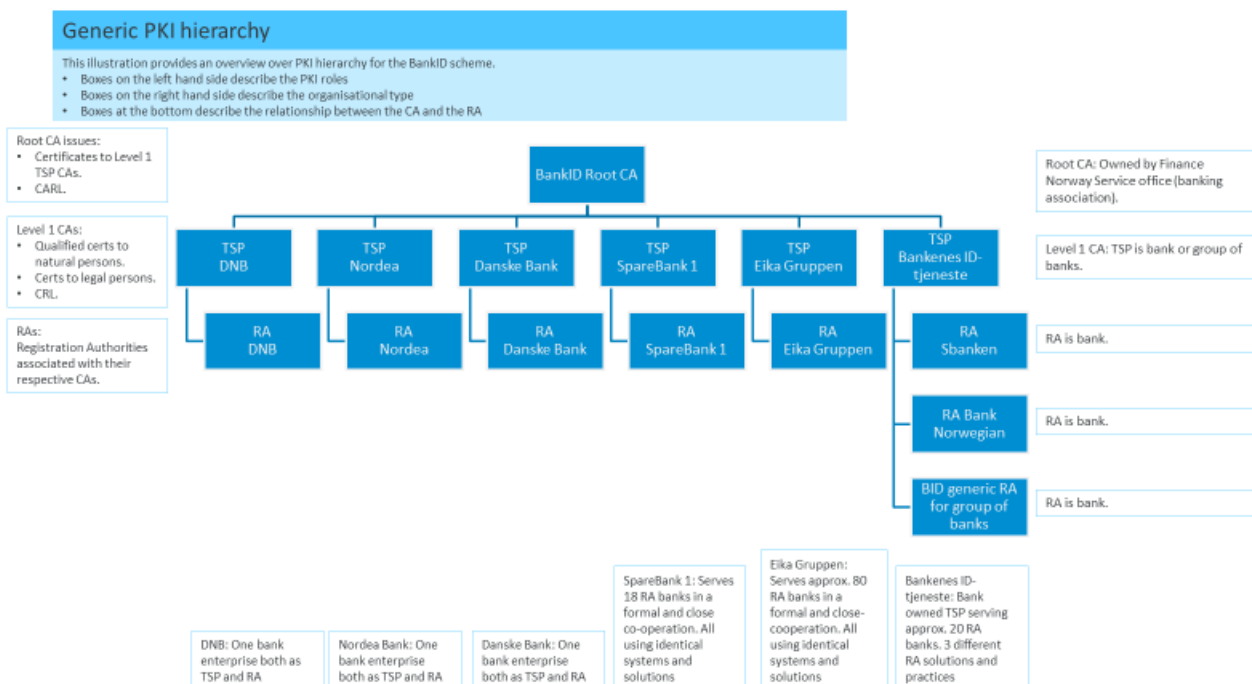 Generic PKI hierarchy
This illustration provides an overview over PKI hierarchy for the BankID scheme.
• Boxes on the left hand side describe the PKI roles
• Boxes on the right hand side describe the organisational type
• Boxes at the bottom describe the relationship between the CA and the RA
Root CA issues:
• Certificates to Level 1
TSP CAs.
• CARL.
BankID Root CA
Root CA: Owned by Finance
Norway Service office (banking
association).
Level 1 CAs:
• Qualified certs to
natural persons.
• Certs to legal persons.
• CRL.
TSP
DNB
TSP
Nordea
TSP
Danske Bank
TSP
SpareBank 1
TSP
Eika Gruppen
TSP
Bankenes ID-
tjeneste
Level 1 CA: TSP is bank or group of
banks.
RAs:
Registration Authorities
associated with their
respective CAs.
RA
DNB
RA
Nordea
RA
Danske Bank
RA
SpareBank 1
RA
Eika Gruppen
RA
Sbanken
RA is bank.
RA Bank
Norwegian
RA is bank.
BID generic RA
for group of
banks
RA is bank.
DNB: One bank
enterprise both as
TSP and RA
Nordea Bank: One
bank enterprise
both as TSP and RA
Danske Bank: One
bank enterprise
both as TSP and RA
SpareBank 1: Serves
18 RA banks in a
formal and close
co-operation. All
using identical
systems and
solutions
Eika Gruppen:
Serves approx. 80
RA banks in a
formal and close-
cooperation. All
using identical
systems and
solutions
Bankenes ID-
tjeneste: Bank
owned TSP serving
approx. 20 RA
banks. 3 different
RA solutions and
practices